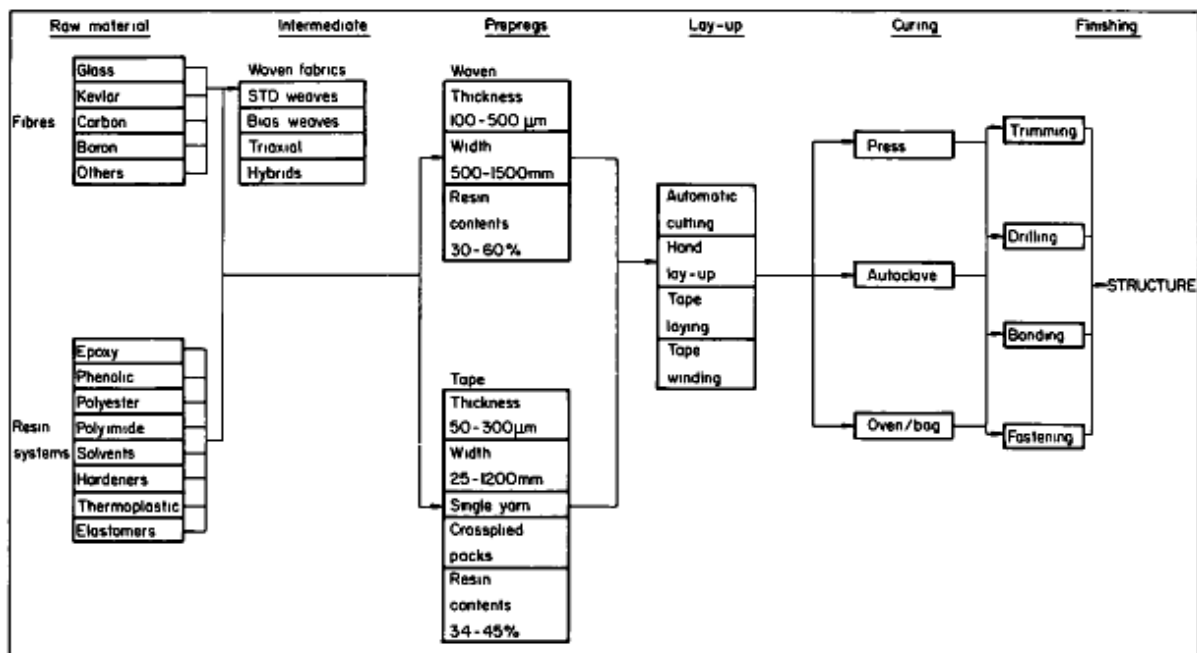 Raw material
Intermediate
Prepregs
Lay-up
Curing
Finishing
Fibres
Glass
Kevlar
Carbon
Boron
Others
Resin
systems
Epoxy
Phenolic
Polyester
Polyimide
Solvents
Hardeners
Thermoplastic
Elastomers
Woven fabrics
STD weaves
Bias weaves
Triaxial
Hybrids
Woven
Thickness
100-500 μm
Width
500-1500mm
Resin
contents
30-60%
Tape
Thickness
50-300μm
Width
25-1200mm
Single yarn
Crossplied
packs
Resin
contents
34-45%
Automatic
cutting
Hand
lay-up
Tape
laying
Tape
winding
Press
Autoclave
Oven/bag
Trimming
Drilling
Bonding
Fastening
STRUCTURE